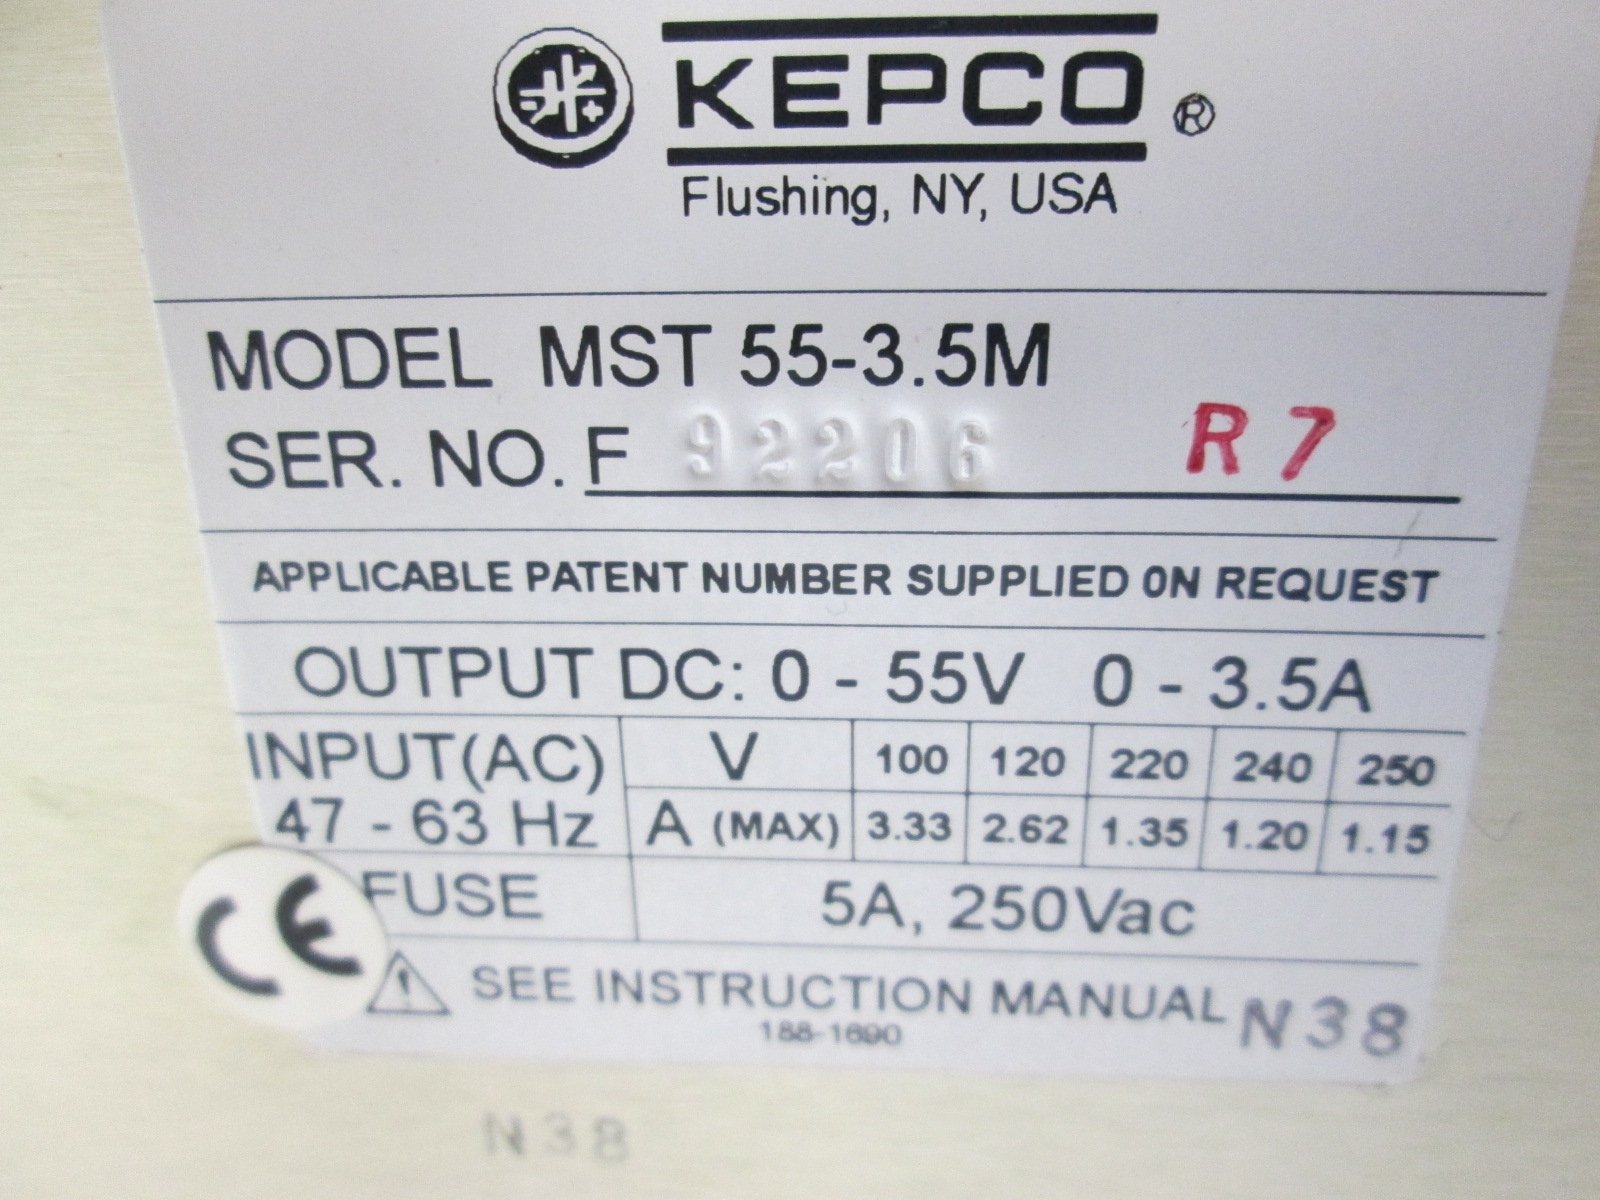 KEPCO ®
Flushing, NY, USA
MODEL MST 55-3.5M
SER. NO. F 92206 R7
APPLICABLE PATENT NUMBER SUPPLIED 0N REQUEST
OUTPUT DC: 0 - 55V 0 - 3.5A
INPUT(AC) V 100 120 220 240 250
47 - 63 Hz A (MAX) 3.33 2.62 1.35 1.20 1.15
FUSE 5A, 250Vac
CE
SEE INSTRUCTION MANUAL N38
188-1690
N38